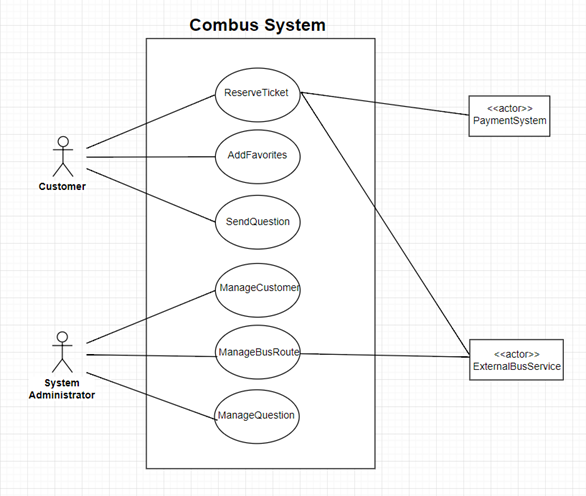 Combus System
ReserveTicket
<<actor>>
PaymentSystem
AddFavorites
Customer
SendQuestion
ManageCustomer
ManageBusRoute
<<actor>>
ExternalBusService
System
Administrator
ManageQuestion